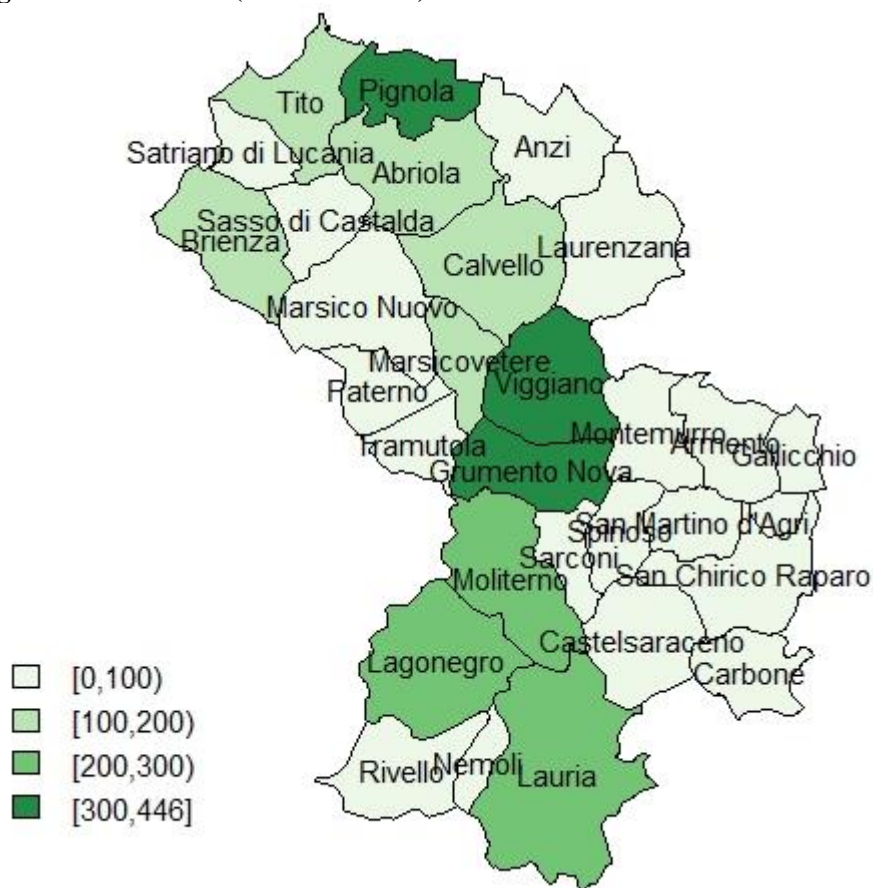 Pignola
Tito
Anzi
Satriano di Lucania
Abriola
Sasso di Castalda
Brienza
Laurenzana
Calvello
Marsico Nuovo
Marsicovetere
Viggiano
Paterno
Montemurro
Armento
Tramutola
Gallicchio
Grumento Nova
San Martino d'Agri
Spinoso
Sarconi
Moliterno
San Chirico Raparo
Castelsaraceno
Lagonegro
Carbone
[0,100)
[100,200)
[200,300)
[300,446]
Rivello
Nemoli
Lauria